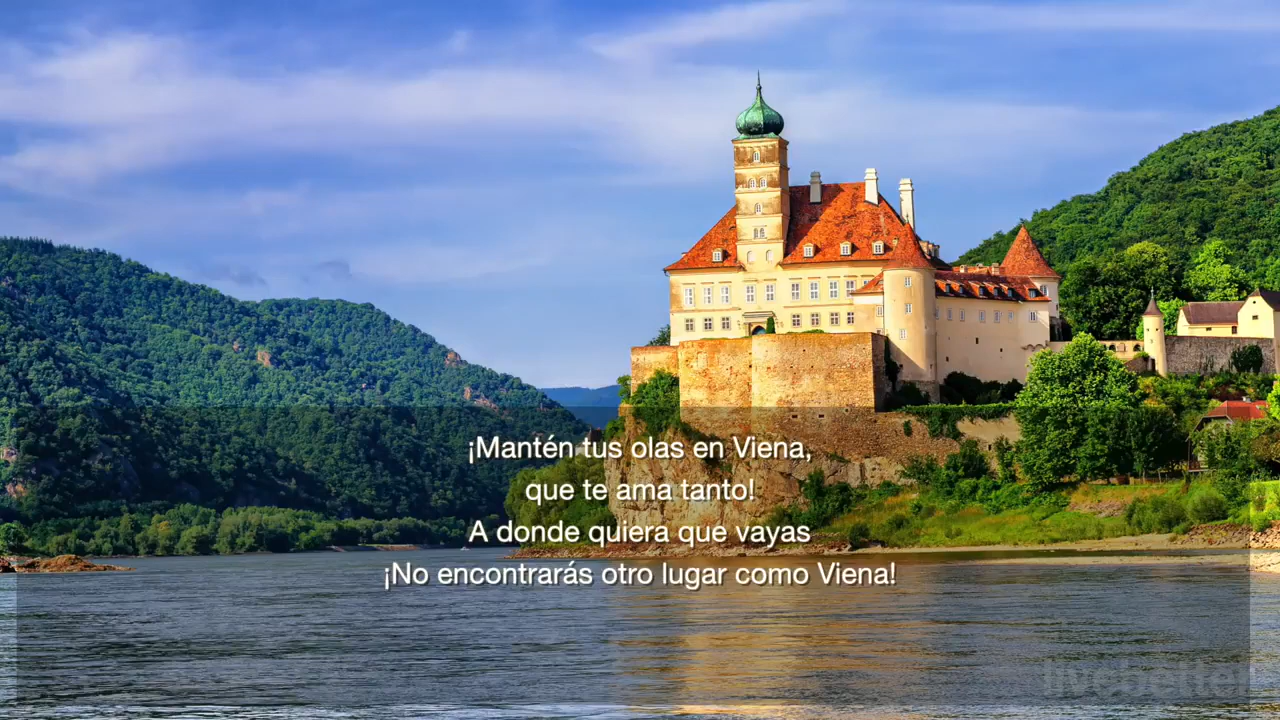 ¡Mantén tus olas en Viena,
que te ama tanto!
A donde quiera que vayas
¡No encontrarás otro lugar como Viena!
livebetter